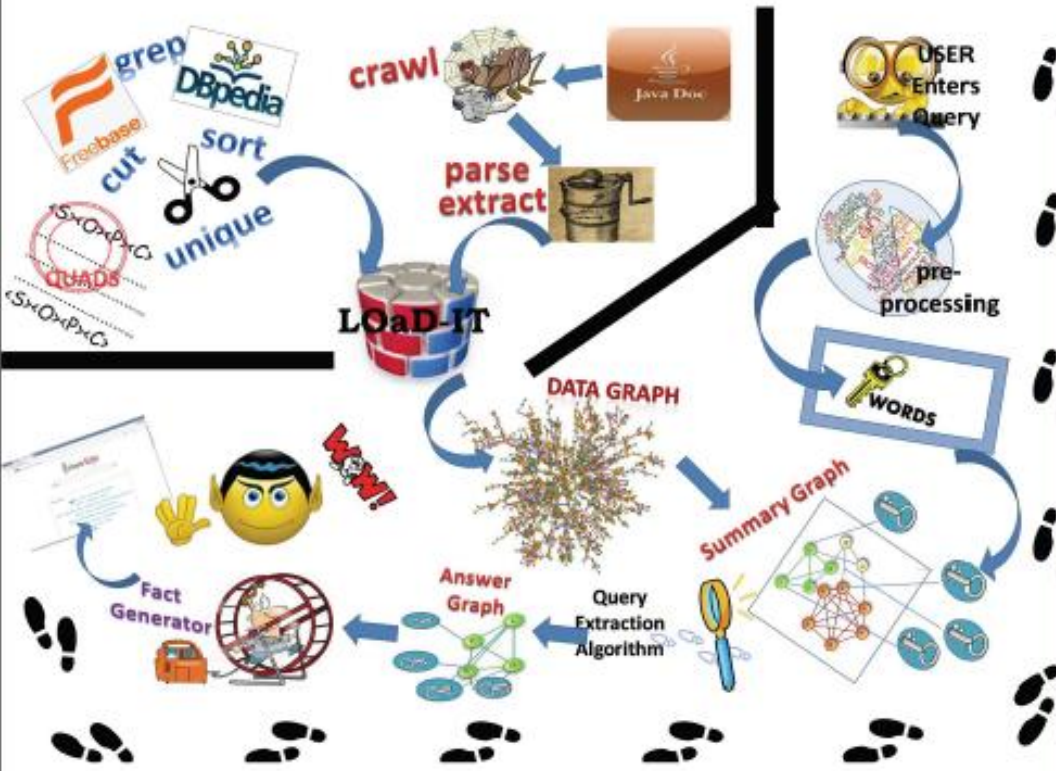 grep
DBpedia
Freebase
cut
sort
unique
<S><O><P><C>
QUADS
<S><O><P><C>
crawl
Java Doc
parse
extract
LOaD-IT
USER
Enters
Query
pre-
processing
WORDS
DATA GRAPH
Summary Graph
Query
Extraction
Algorithm
Answer
Graph
Fact
Generator
WOW!